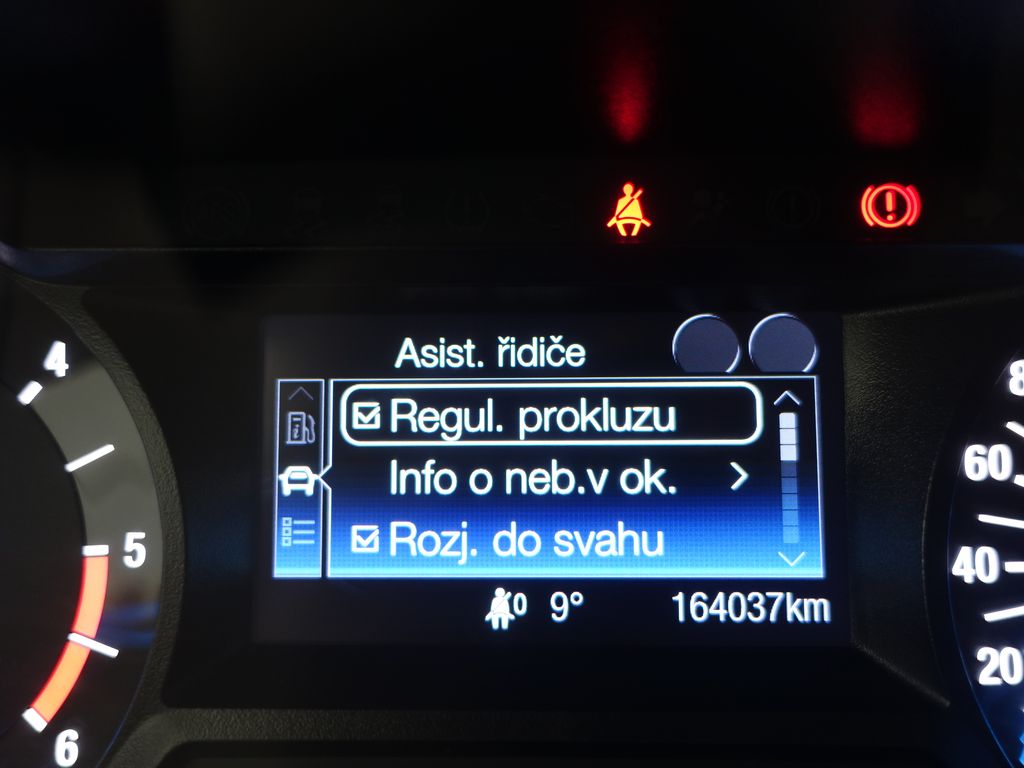 Asist. řidiče
Regul. prokluzu
Info o neb.v ok.
Rozj. do svahu
0 9° 164037km
4
5
6
60
40
20